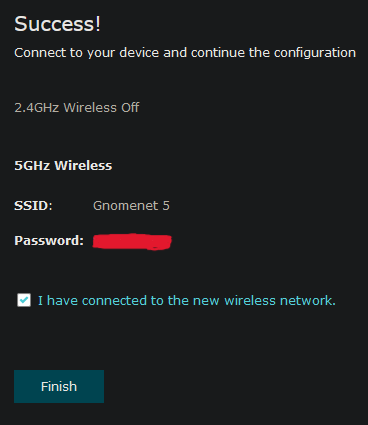 Success!
Connect to your device and continue the configuration
2.4GHz Wireless Off
5GHz Wireless
SSID: Gnomenet 5
Password:
I have connected to the new wireless network.
Finish